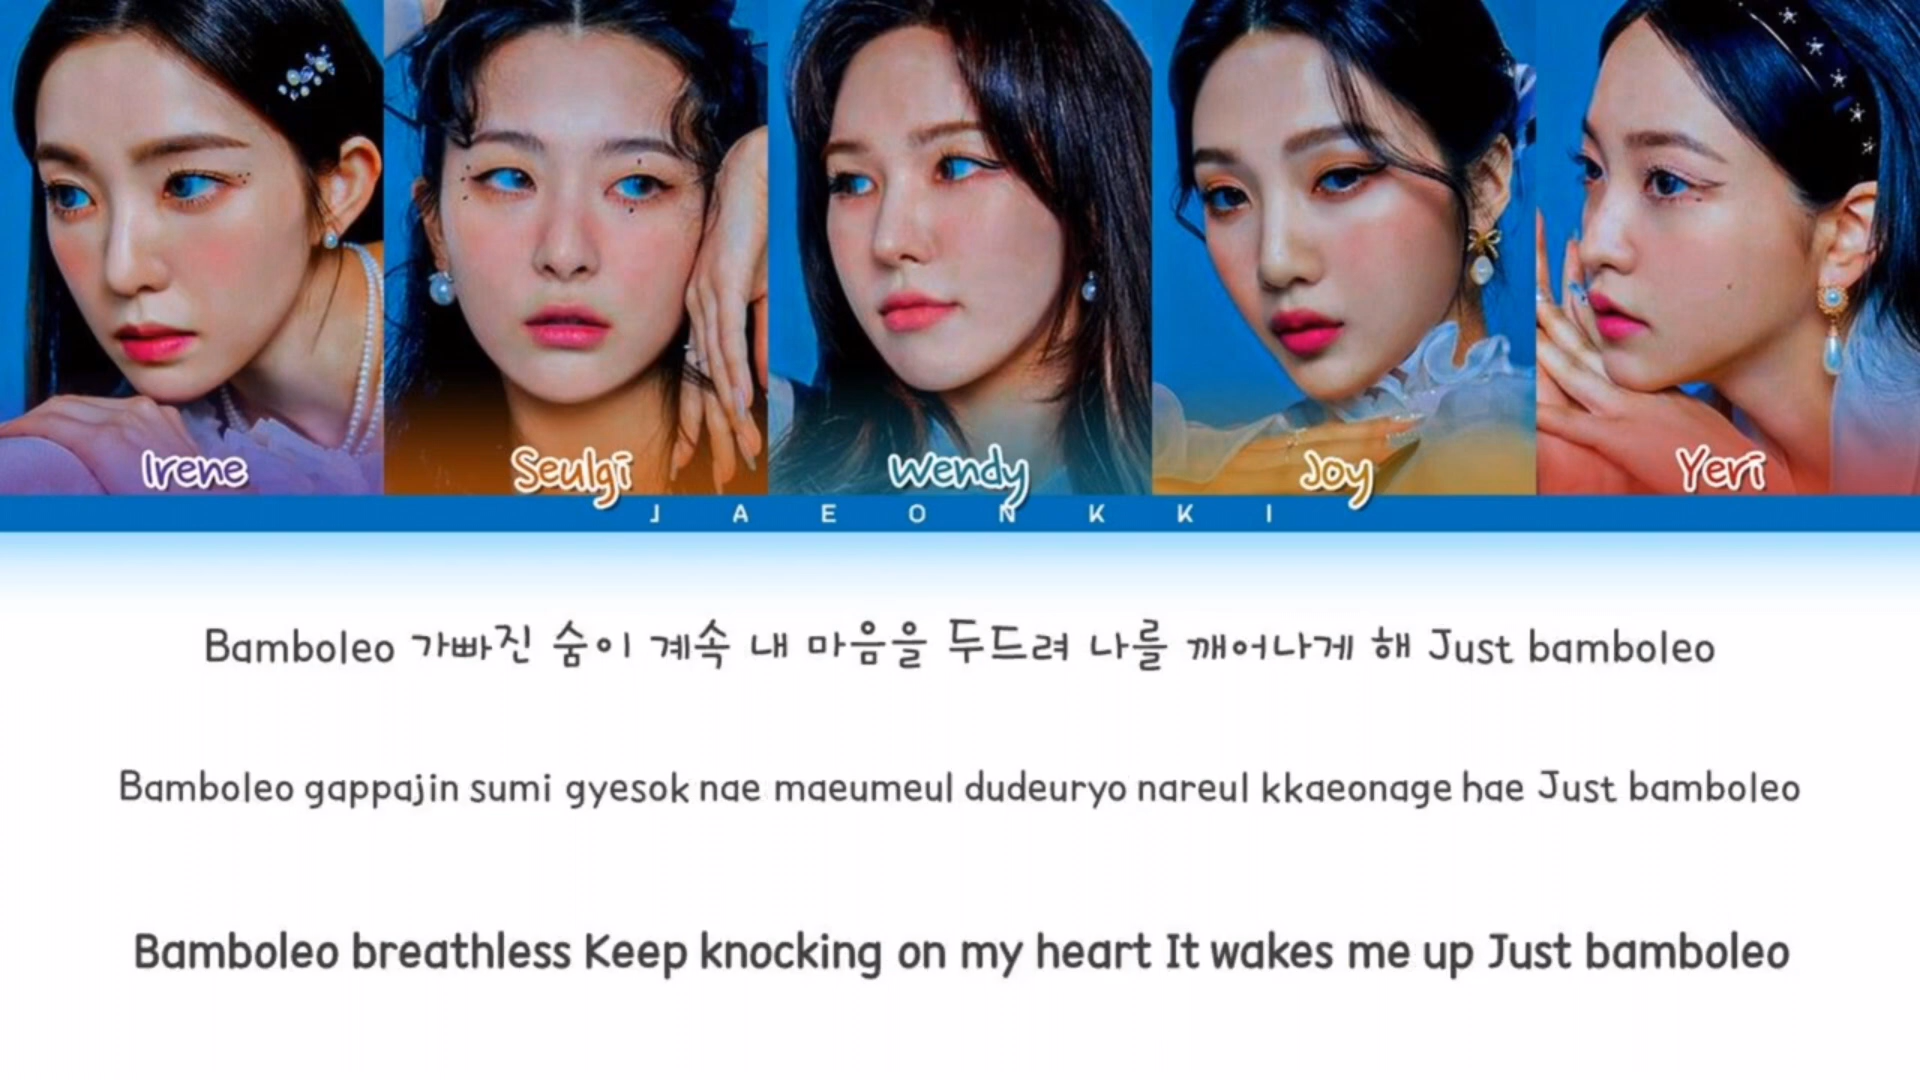 Irene
Seulgi
Wendy
Joy
Yeri
JAEONKKI
Bamboleo 가빠진 숨이 계속 내 마음을 두드려 나를 깨어나게 해 Just bamboleo
Bamboleo gappajin sumi gyesok nae maeumeul dudeuryo nareul kkaeonage hae Just bamboleo
Bamboleo breathless Keep knocking on my heart It wakes me up Just bamboleo